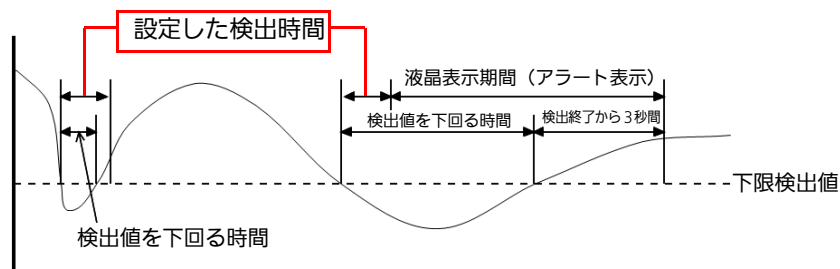 設定した検出時間
液晶表示期間（アラート表示）
検出値を下回る時間
検出終了から３秒間
下限検出値
検出値を下回る時間